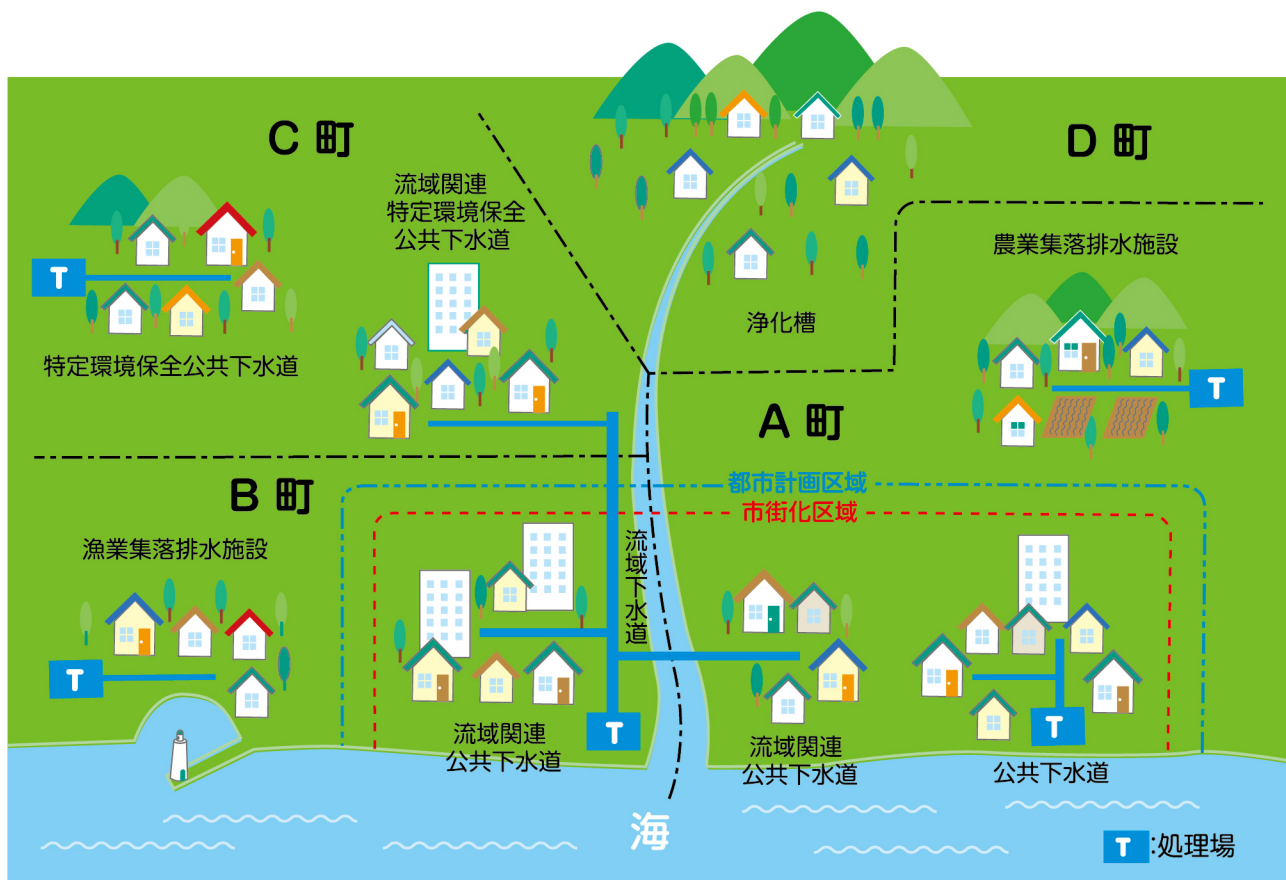 C 町
D 町
流域関連
特定環境保全
公共下水道
農業集落排水施設
T
浄化槽
特定環境保全公共下水道
T
A 町
都市計画区域
B 町
市街化区域
流域下水道
漁業集落排水施設
T
T
T
流域関連
公共下水道
流域関連
公共下水道
公共下水道
海
T:処理場